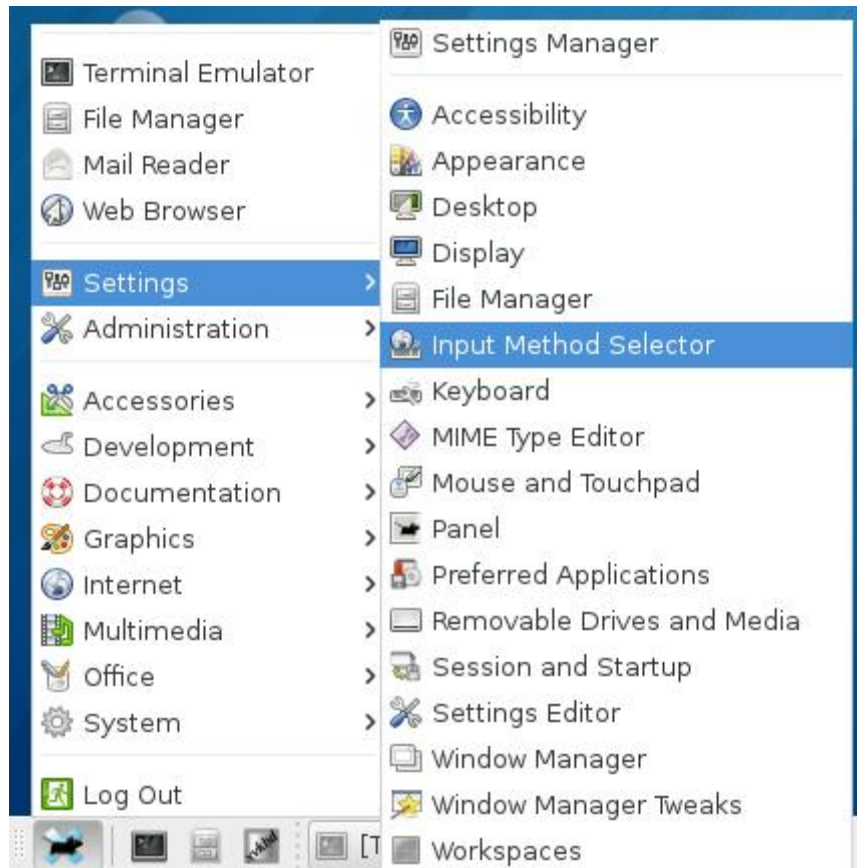 Terminal Emulator
File Manager
Mail Reader
Web Browser
Settings
Administration
Accessories
Development
Documentation
Graphics
Internet
Multimedia
Office
System
Log Out
Settings Manager
Accessibility
Appearance
Desktop
Display
File Manager
Input Method Selector
Keyboard
MIME Type Editor
Mouse and Touchpad
Panel
Preferred Applications
Removable Drives and Media
Session and Startup
Settings Editor
Window Manager
Window Manager Tweaks
Workspaces
[T